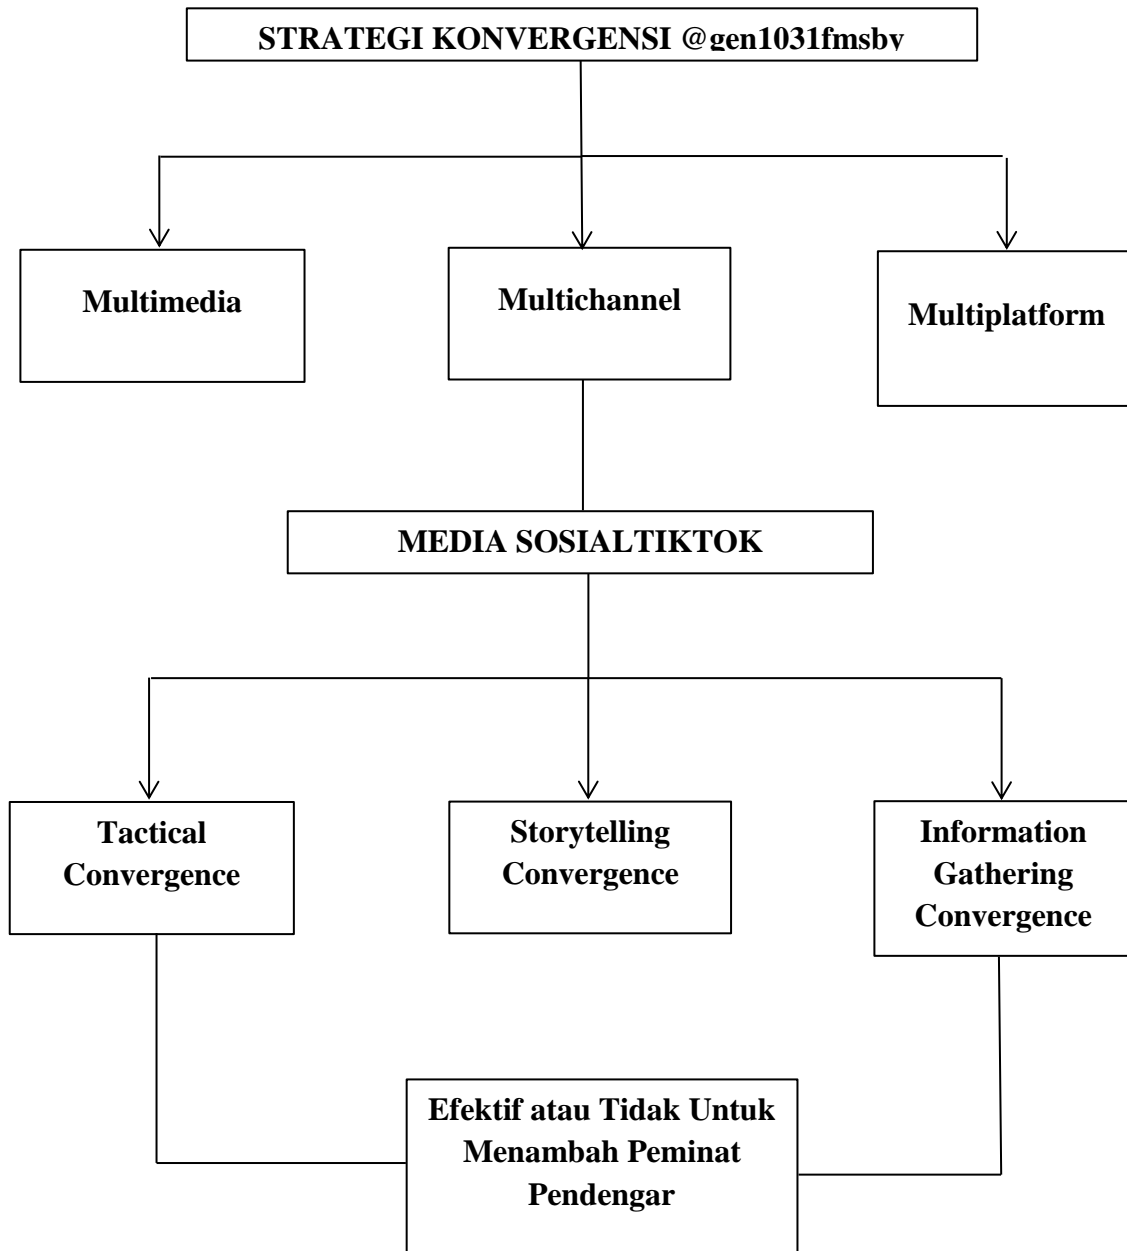 STRATEGI KONVERGENSI @gen1031fmsby
Multimedia
Multichannel
Multiplatform
MEDIA SOSIALTIKTOK
Tactical
Convergence
Storytelling
Convergence
Information
Gathering
Convergence
Efektif atau Tidak Untuk
Menambah Peminat
Pendengar